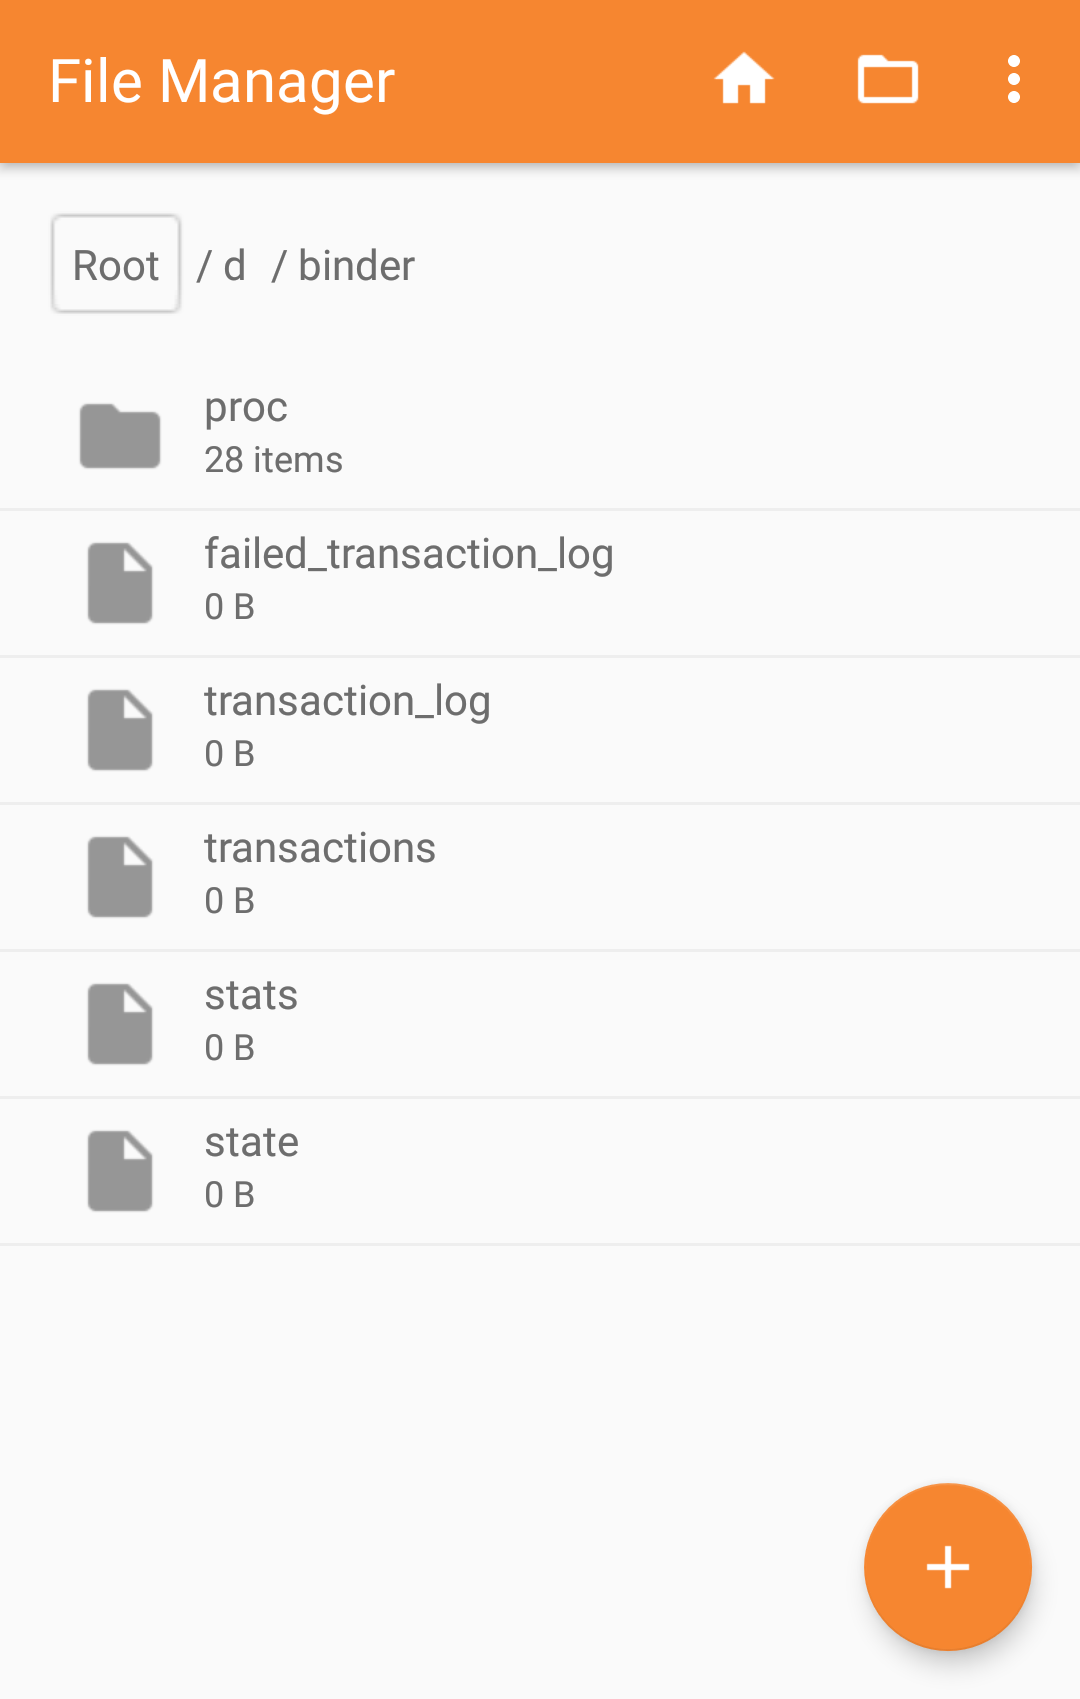 File Manager
Root / d / binder
proc
28 items
failed_transaction_log
0 B
transaction_log
0 B
transactions
0 B
stats
0 B
state
0 B